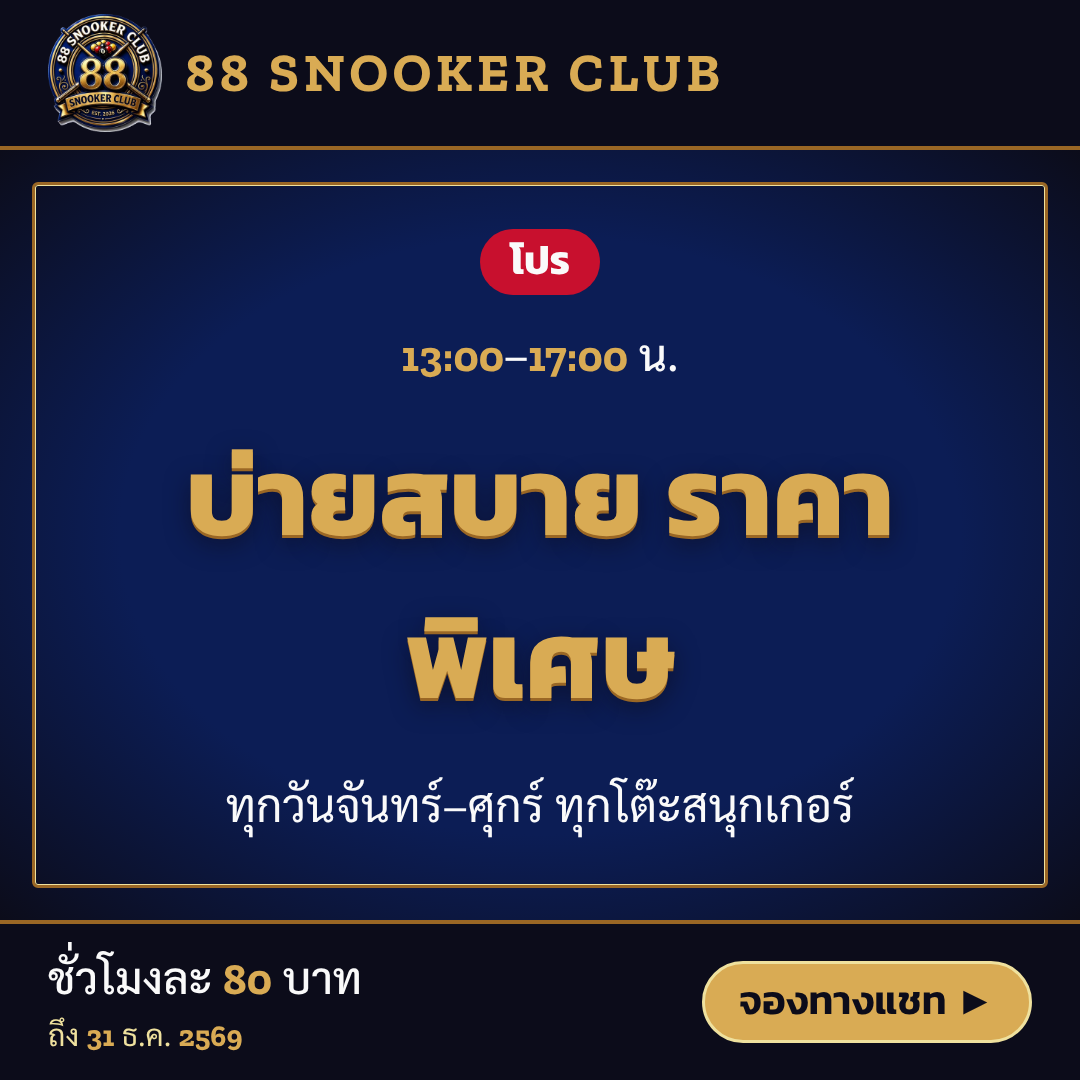 88 SNOOKER CLUB
88
SNOOKER CLUB
EST. 2026
88 SNOOKER CLUB
โปร
13:00–17:00 น.
บ่ายสบาย ราคา
พิเศษ
ทุกวันจันทร์–ศุกร์ ทุกโต๊ะสนุกเกอร์
ชั่วโมงละ 80 บาท
ถึง 31 ธ.ค. 2569
จองทางแชท ►